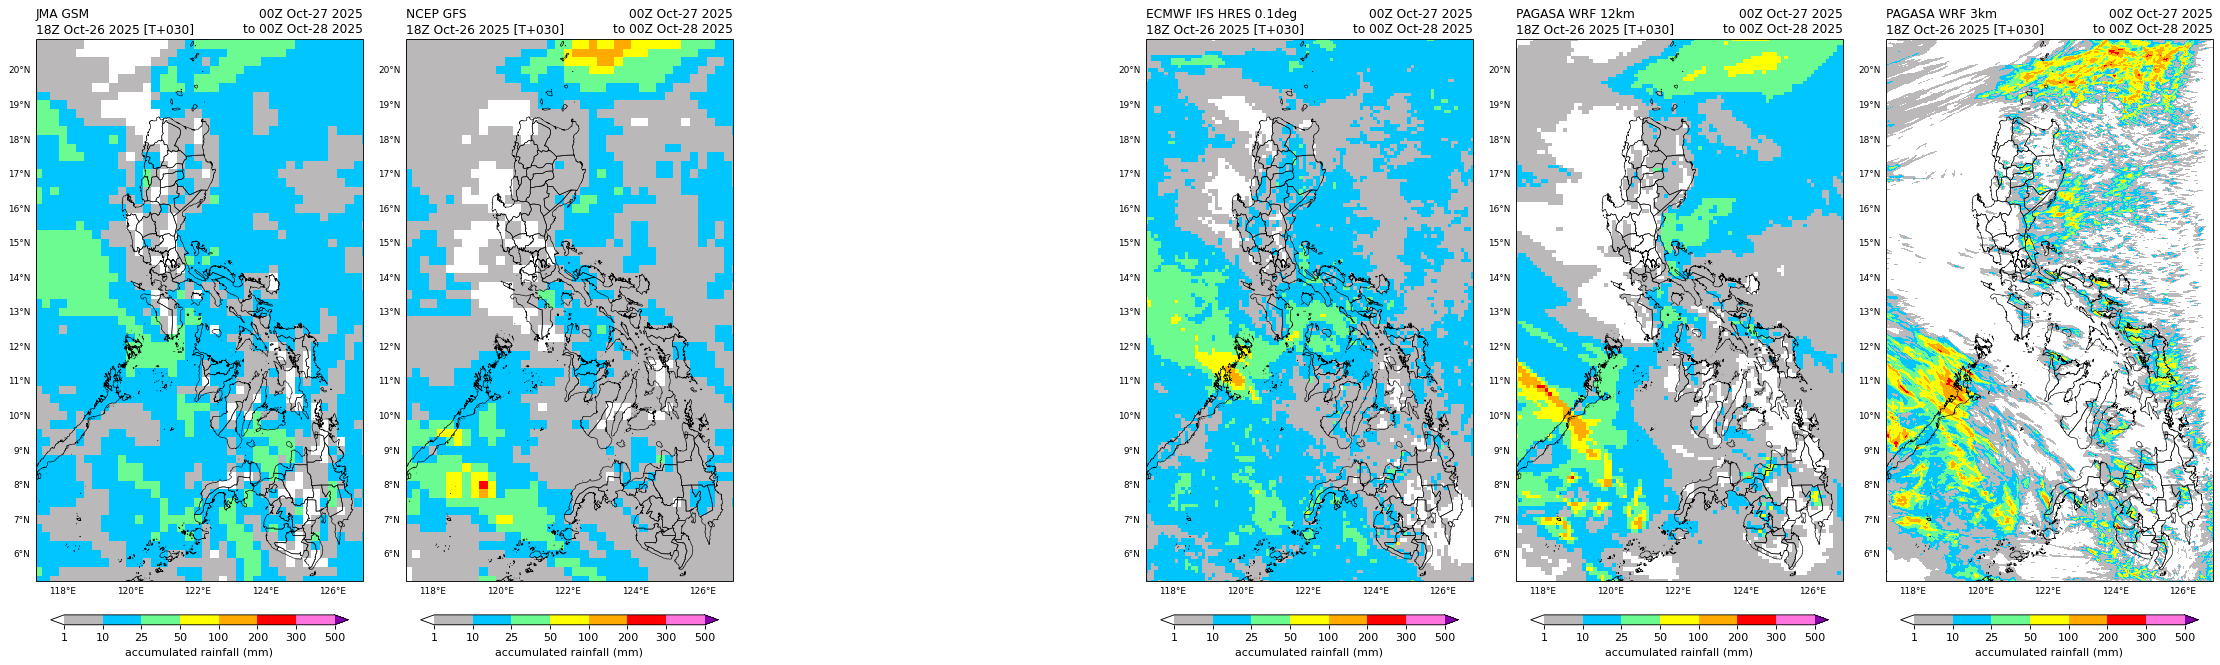 JMA GSM 00Z Oct-27 2025
18Z Oct-26 2025 [T+030] to 00Z Oct-28 2025
20°N
19°N
18°N
17°N
16°N
15°N
14°N
13°N
12°N
11°N
10°N
9°N
8°N
7°N
6°N
118°E 120°E 122°E 124°E 126°E
1 10 25 50 100 200 300 500
accumulated rainfall (mm)
NCEP GFS 00Z Oct-27 2025
18Z Oct-26 2025 [T+030] to 00Z Oct-28 2025
20°N
19°N
18°N
17°N
16°N
15°N
14°N
13°N
12°N
11°N
10°N
9°N
8°N
7°N
6°N
118°E 120°E 122°E 124°E 126°E
1 10 25 50 100 200 300 500
accumulated rainfall (mm)
ECMWF IFS HRES 0.1deg 00Z Oct-27 2025
18Z Oct-26 2025 [T+030] to 00Z Oct-28 2025
20°N
19°N
18°N
17°N
16°N
15°N
14°N
13°N
12°N
11°N
10°N
9°N
8°N
7°N
6°N
118°E 120°E 122°E 124°E 126°E
1 10 25 50 100 200 300 500
accumulated rainfall (mm)
PAGASA WRF 12km 00Z Oct-27 2025
18Z Oct-26 2025 [T+030] to 00Z Oct-28 2025
20°N
19°N
18°N
17°N
16°N
15°N
14°N
13°N
12°N
11°N
10°N
9°N
8°N
7°N
6°N
118°E 120°E 122°E 124°E 126°E
1 10 25 50 100 200 300 500
accumulated rainfall (mm)
PAGASA WRF 3km 00Z Oct-27 2025
18Z Oct-26 2025 [T+030] to 00Z Oct-28 2025
20°N
19°N
18°N
17°N
16°N
15°N
14°N
13°N
12°N
11°N
10°N
9°N
8°N
7°N
6°N
118°E 120°E 122°E 124°E 126°E
1 10 25 50 100 200 300 500
accumulated rainfall (mm)